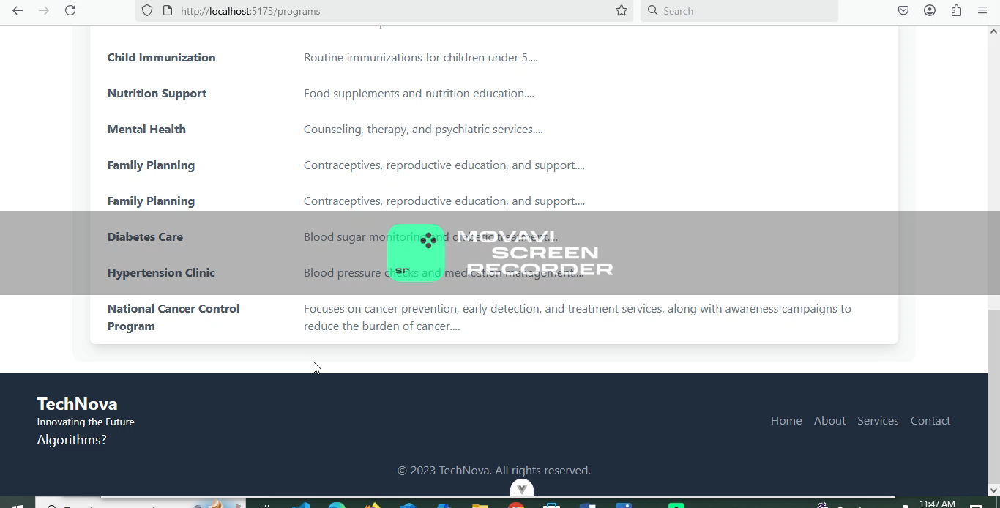 http://localhost:5173/programs
Search
Child Immunization
Routine immunizations for children under 5....
Nutrition Support
Food supplements and nutrition education....
Mental Health
Counseling, therapy, and psychiatric services....
Family Planning
Contraceptives, reproductive education, and support....
Family Planning
Contraceptives, reproductive education, and support....
Diabetes Care
Blood sugar monitoring and diabetic treatment....
MOVAVI
SCREEN
RECORDER
SR
Hypertension Clinic
Blood pressure checks and medication management....
National Cancer Control
Program
Focuses on cancer prevention, early detection, and treatment services, along with awareness campaigns to
reduce the burden of cancer....
TechNova
Innovating the Future
Algorithms?
Home About Services Contact
© 2023 TechNova. All rights reserved.
11:47 AM